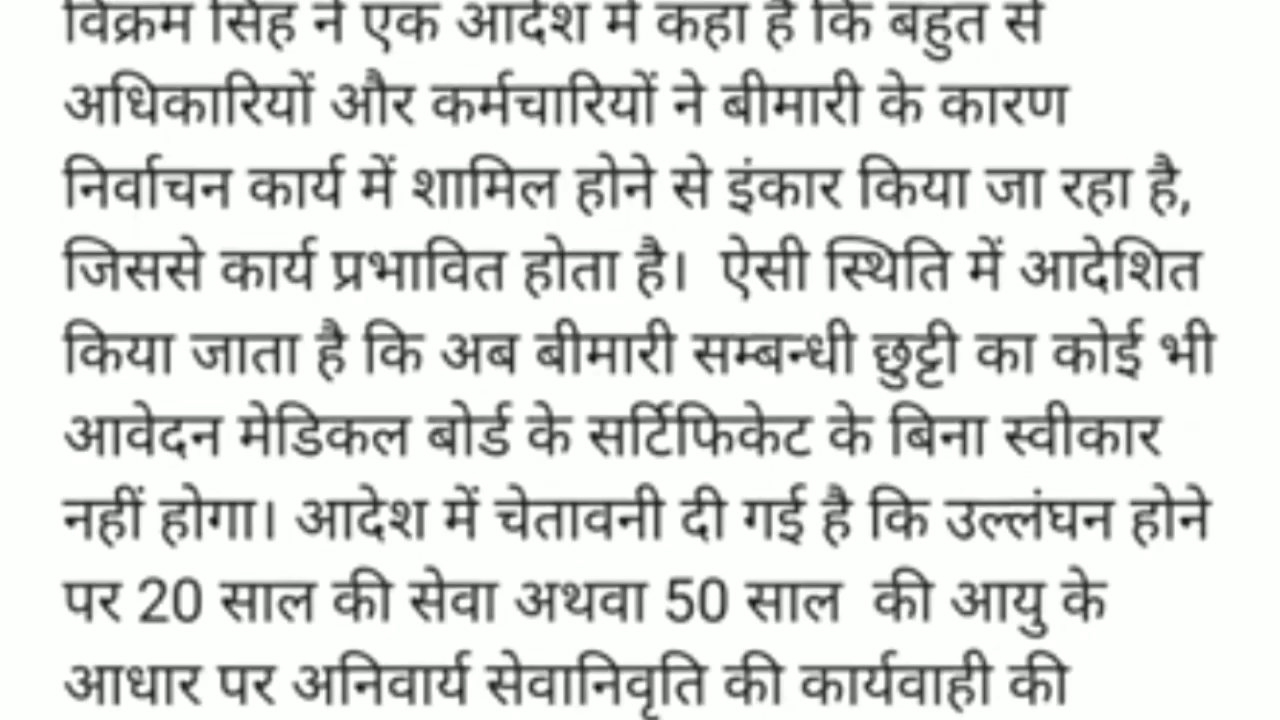 विक्रम सिंह ने एक आदेश में कहा है कि बहुत से
अधिकारियों और कर्मचारियों ने बीमारी के कारण
निर्वाचन कार्य में शामिल होने से इंकार किया जा रहा है,
जिससे कार्य प्रभावित होता है। ऐसी स्थिति में आदेशित
किया जाता है कि अब बीमारी सम्बन्धी छुट्टी का कोई भी
आवेदन मेडिकल बोर्ड के सर्टिफिकेट के बिना स्वीकार
नहीं होगा। आदेश में चेतावनी दी गई है कि उल्लंघन होने
पर 20 साल की सेवा अथवा 50 साल की आयु के
आधार पर अनिवार्य सेवानिवृति की कार्यवाही की